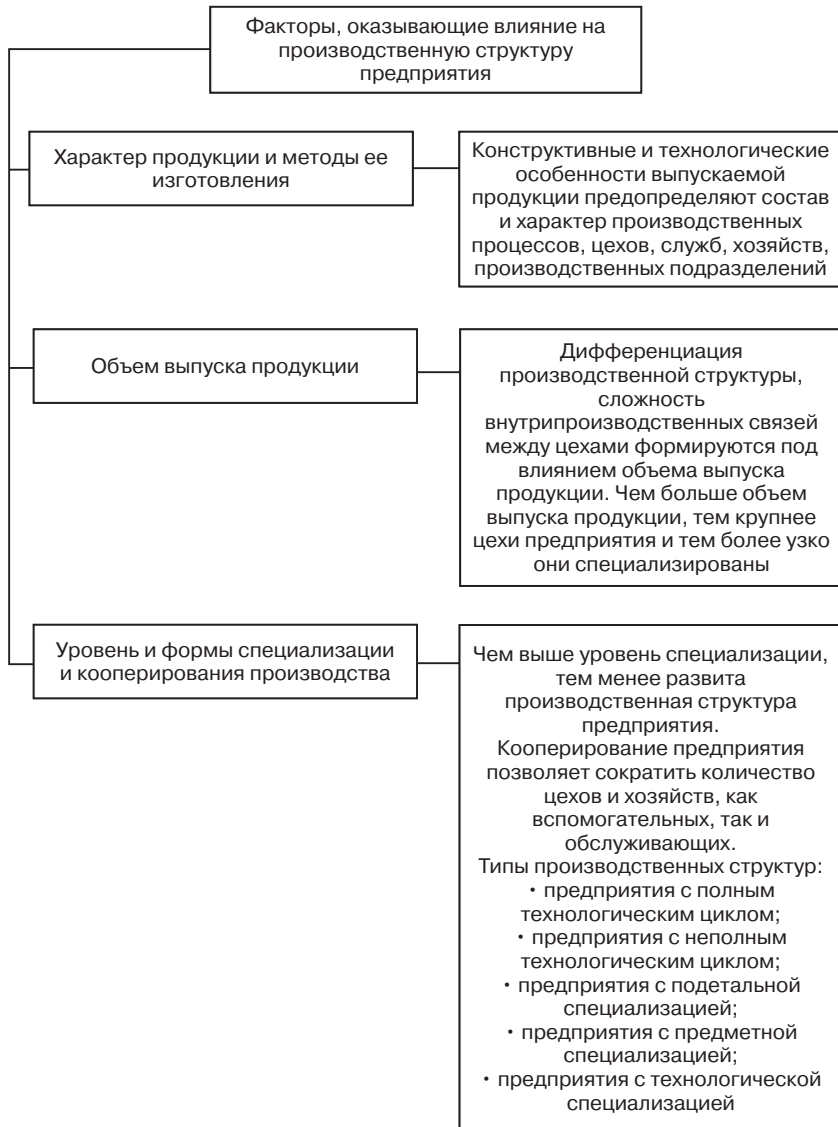 Факторы, оказывающие влияние на
производственную структуру
предприятия
Характер продукции и методы ее
изготовления
Конструктивные и технологические
особенности выпускаемой
продукции предопределяют состав
и характер производственных
процессов, цехов, служб, хозяйств,
производственных подразделений
Объем выпуска продукции
Дифференциация
производственной структуры,
сложность
внутрипроизводственных связей
между цехами формируются под
влиянием объема выпуска
продукции. Чем больше объем
выпуска продукции, тем крупнее
цехи предприятия и тем более узко
они специализированы
Уровень и формы специализации
и кооперирования производства
Чем выше уровень специализации,
тем менее развита
производственная структура
предприятия.
Кооперирование предприятия
позволяет сократить количество
цехов и хозяйств, как
вспомогательных, так и
обслуживающих.
Типы производственных структур:
• предприятия с полным
технологическим циклом;
• предприятия с неполным
технологическим циклом;
• предприятия с подетальной
специализацией;
• предприятия с предметной
специализацией;
• предприятия с технологической
специализацией